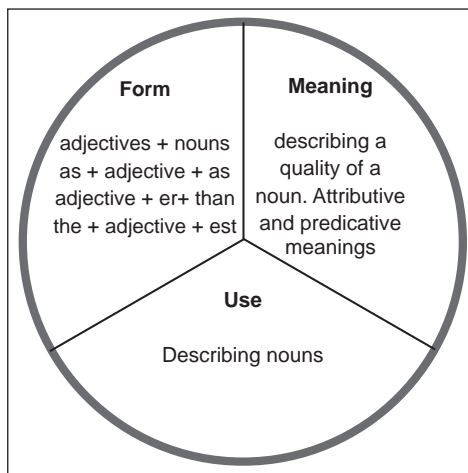 Form
adjectives + nouns
as + adjective + as
adjective + er+ than
the + adjective + est
Meaning
describing a
quality of a
noun. Attributive
and predicative
meanings
Use
Describing nouns